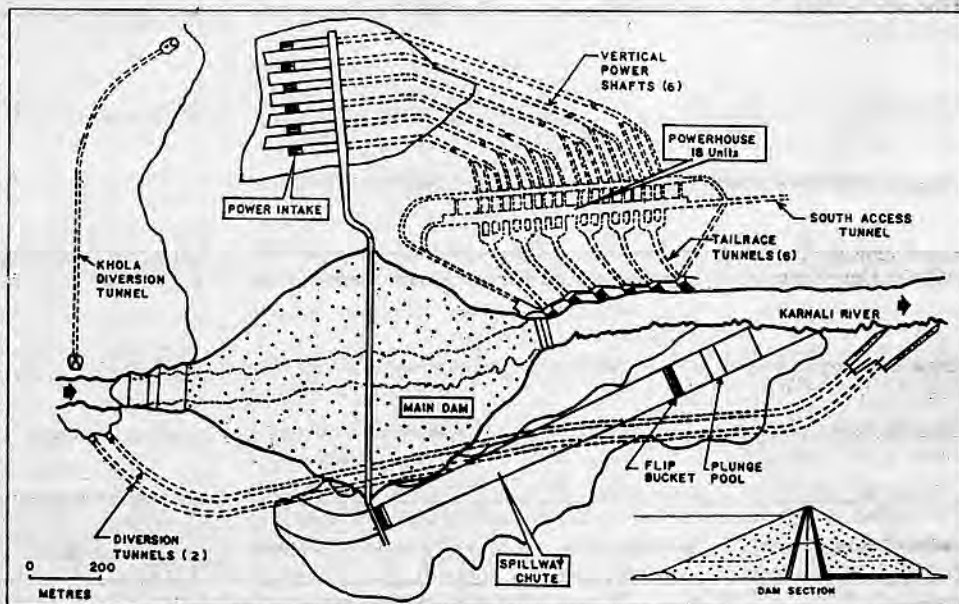 VERTICAL
POWER
SHAFTS (6)
POWERHOUSE
18 Units
POWER INTAKE
SOUTH ACCESS
TUNNEL
TAILRACE
TUNNELS (6)
KHOLA
DIVERSION
TUNNEL
KARNALI RIVER
MAIN DAM
FLIP
BUCKET
PLUNGE
POOL
DIVERSION
TUNNELS (2)
SPILLWAY
CHUTE
0 200
METRES
DAM SECTION